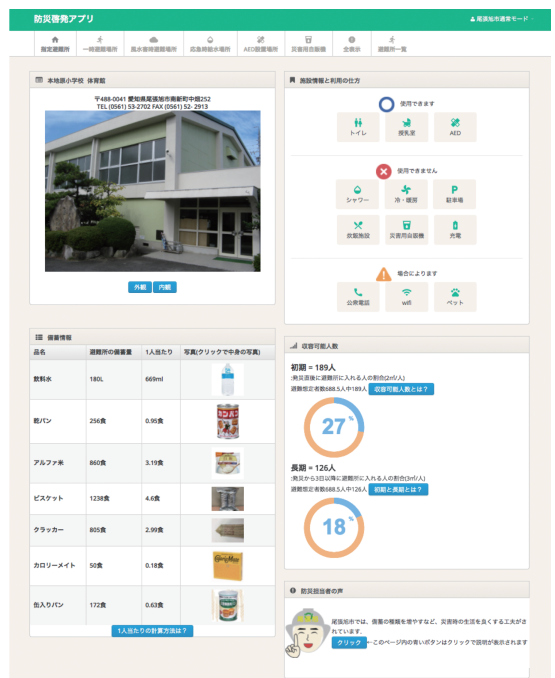 防災啓発アプリ
尾張旭市通常モード
指定避難所
一時避難場所
風水害時避難場所
応急時給水場所
AED設置場所
災害用自販機
全表示
避難所一覧
本地原小学校 体育館
〒488-0041 愛知県尾張旭市南新町中畑252
TEL (0561) 53-2702 FAX (0561) 52- 2913
外観 内観
施設情報と利用の仕方
使用できます
トイレ 授乳室 AED
使用できません
シャワー 冷・暖房 駐車場
炊飯施設 災害用自販機 充電
場合によります
公衆電話 wifi ペット
備蓄情報
品名 避難所の備蓄量 1人当たり 写真(クリックで中身の写真)
飲料水 180L 669ml
乾パン 256食 0.95食
アルファ米 860食 3.19食
ビスケット 1238食 4.6食
クラッカー 805食 2.99食
カロリーメイト 50食 0.18食
缶入りパン 172食 0.63食
1人当たりの計算方法は？
収容可能人数
初期 = 189人
:発災直後に避難所に入れる人の割合(2㎡/人)
避難想定者数688.5人中189人 収容可能人数とは？
27%
長期 = 126人
:発災から3日以降に避難所に入れる人の割合(3㎡/人)
避難想定者数688.5人中126人 初期と長期とは？
18%
防災担当者の声
尾張旭市では、備蓄の種類を増やすなど、災害時の生活を良くする工夫がさ
れています。
クリック ←このページ内の青いボタンはクリックで説明が表示されます